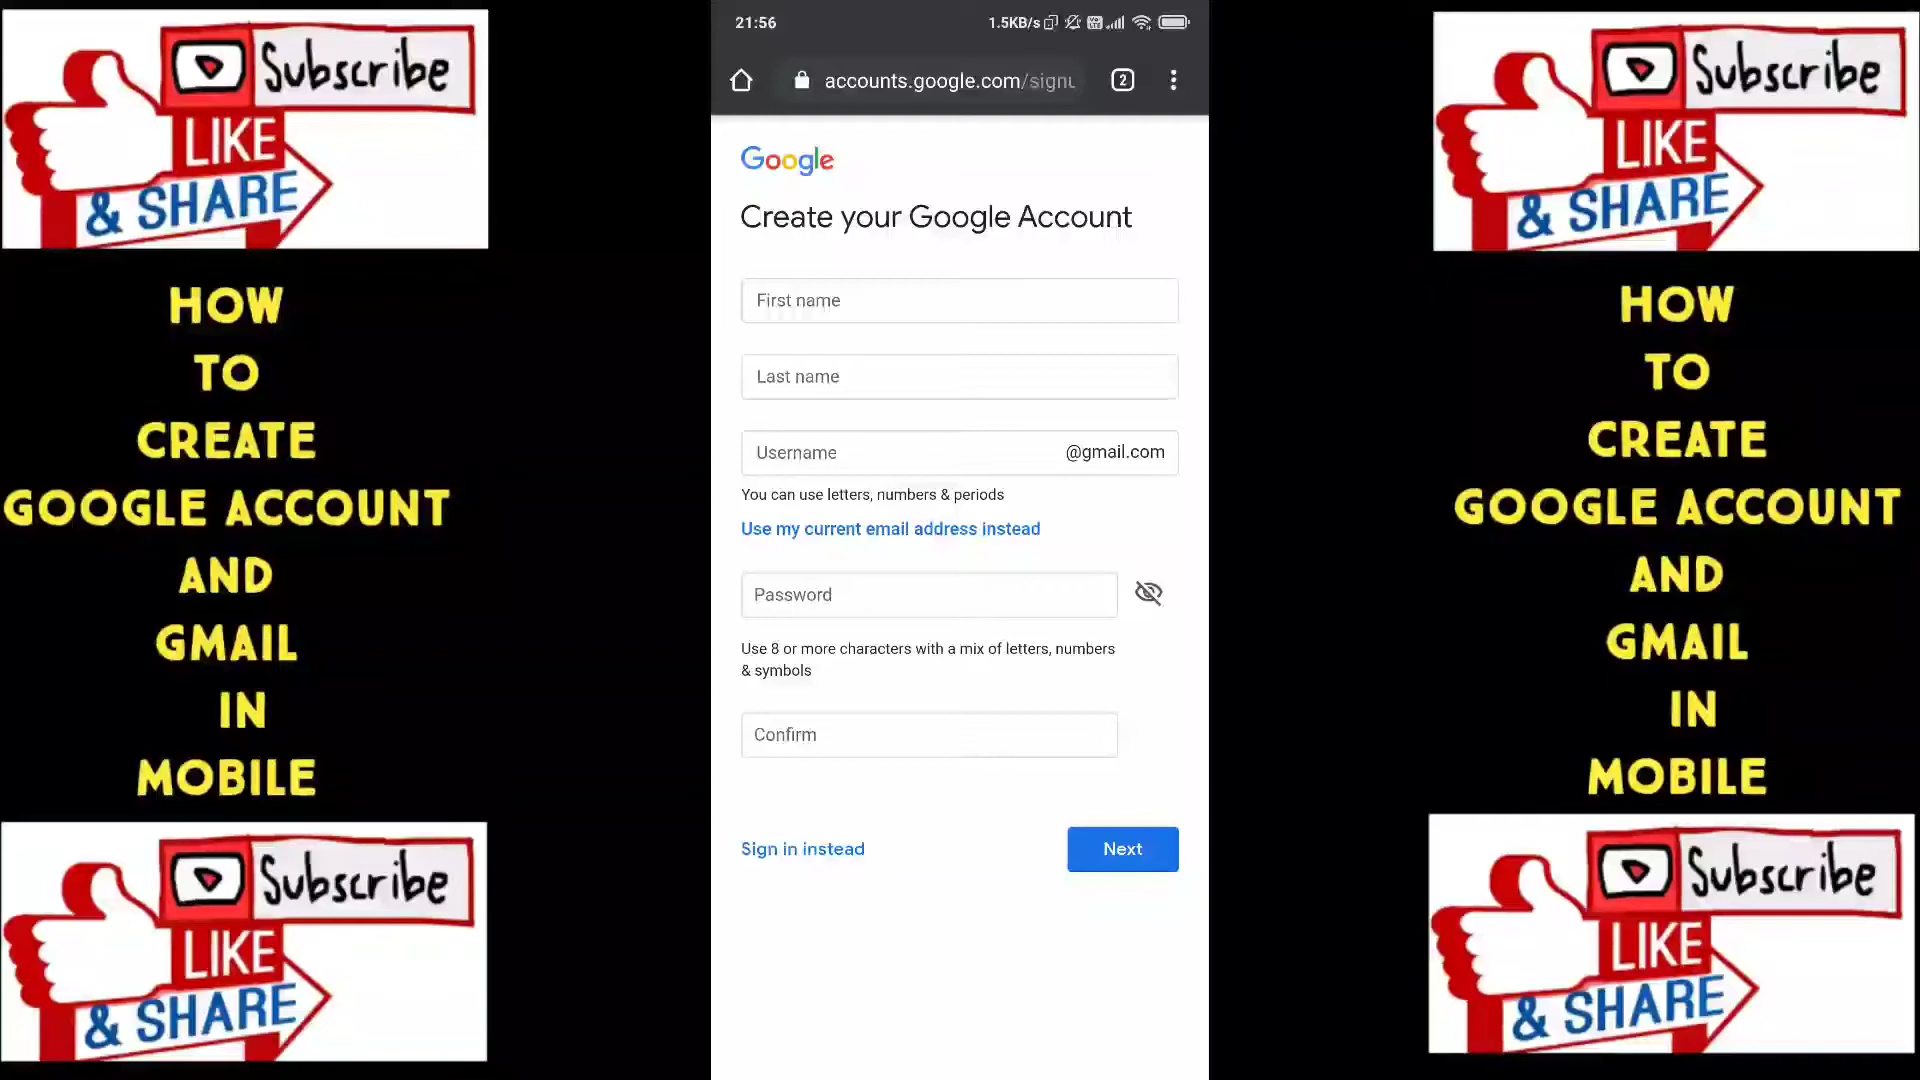 Subscribe
LIKE
& SHARE
HOW
TO
CREATE
GOOGLE ACCOUNT
AND
GMAIL
IN
MOBILE
Subscribe
LIKE
& SHARE
21:56
1.5KB/s
accounts.google.com/signu
2
Google
Create your Google Account
First name
Last name
Username @gmail.com
You can use letters, numbers & periods
Use my current email address instead
Password
Use 8 or more characters with a mix of letters, numbers
& symbols
Confirm
Sign in instead
Next
Subscribe
LIKE
& SHARE
HOW
TO
CREATE
GOOGLE ACCOUNT
AND
GMAIL
IN
MOBILE
Subscribe
LIKE
& SHARE